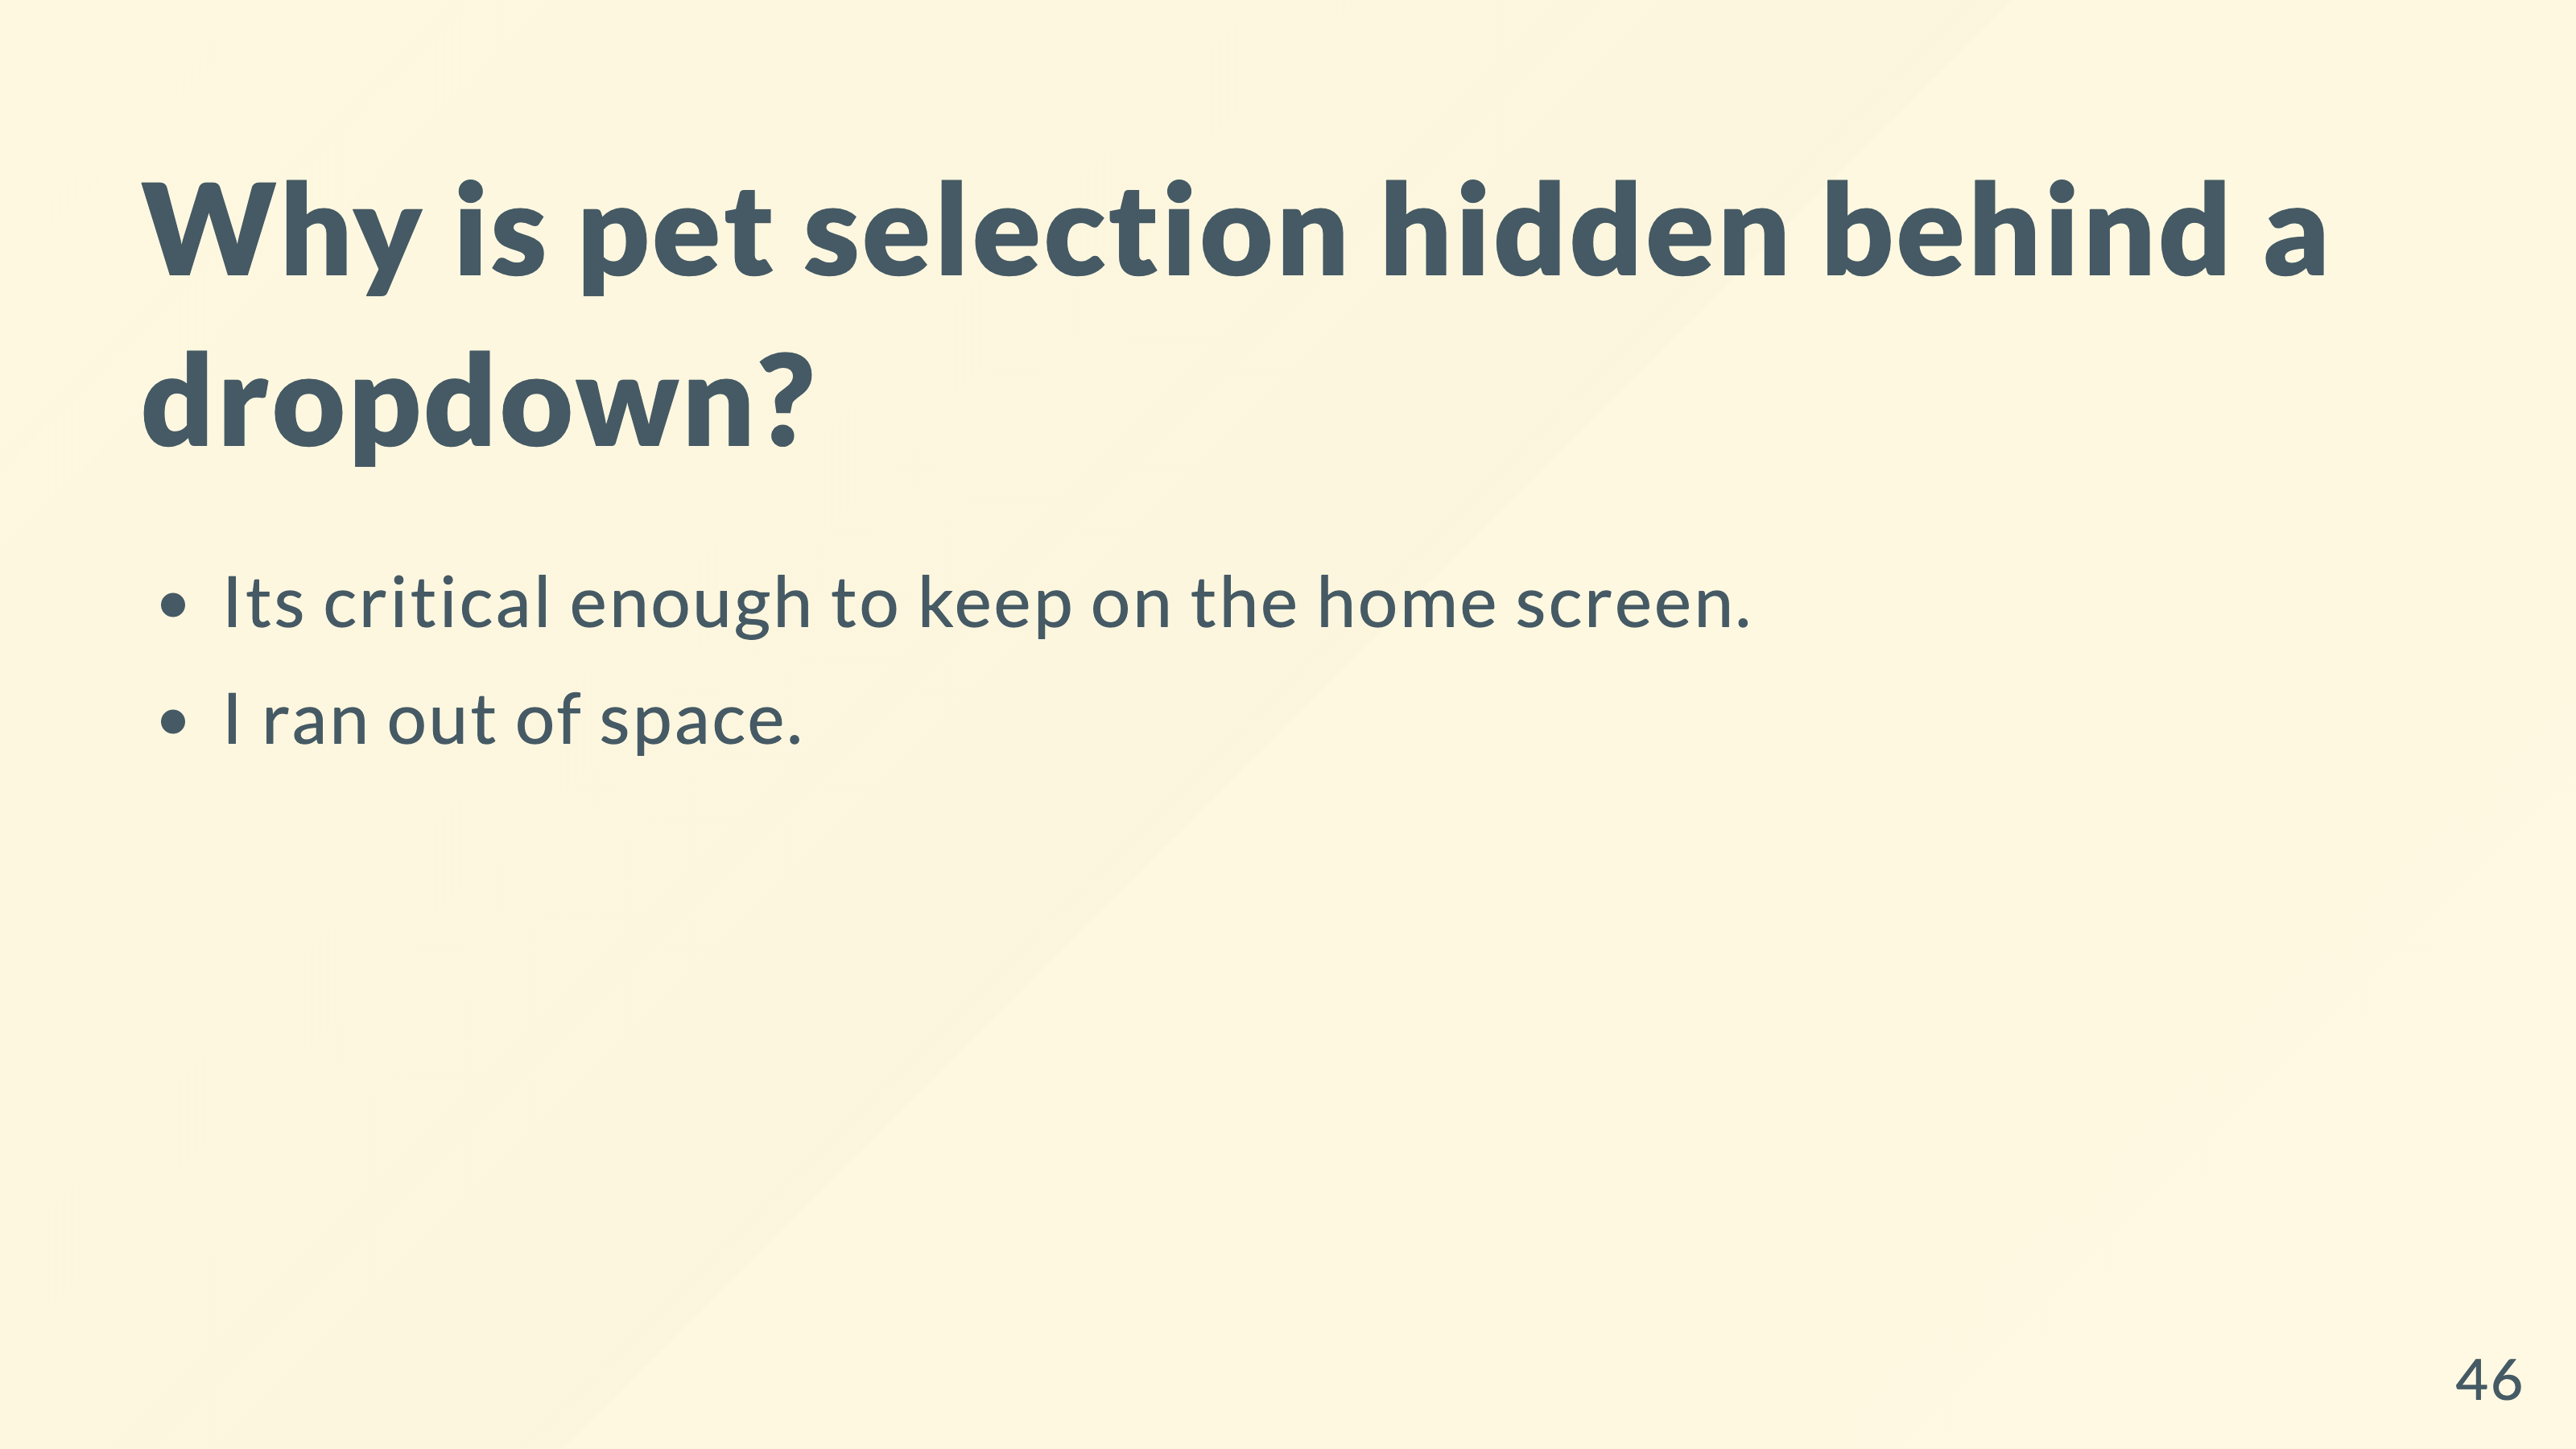 Why is pet selection hidden behind a
dropdown?
• Its critical enough to keep on the home screen.
• I ran out of space.
46